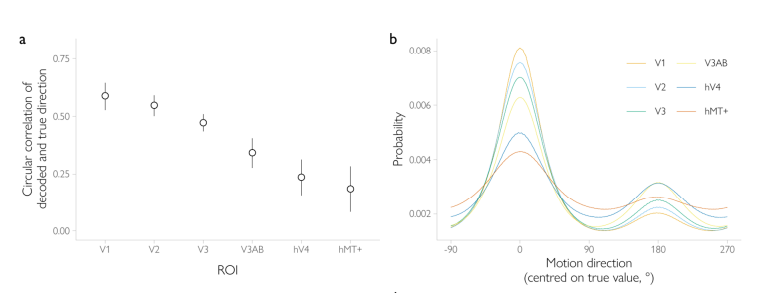 a
Circular correlation of
decoded and true direction
0.75
0.50
0.25
0.00
V1 V2 V3 V3AB hV4 hMT+
ROI
b
Probability
0.008
0.006
0.004
0.002
V1 V3AB
V2 hV4
V3 hMT+
-90 0 90 180 270
Motion direction
(centred on true value, °)